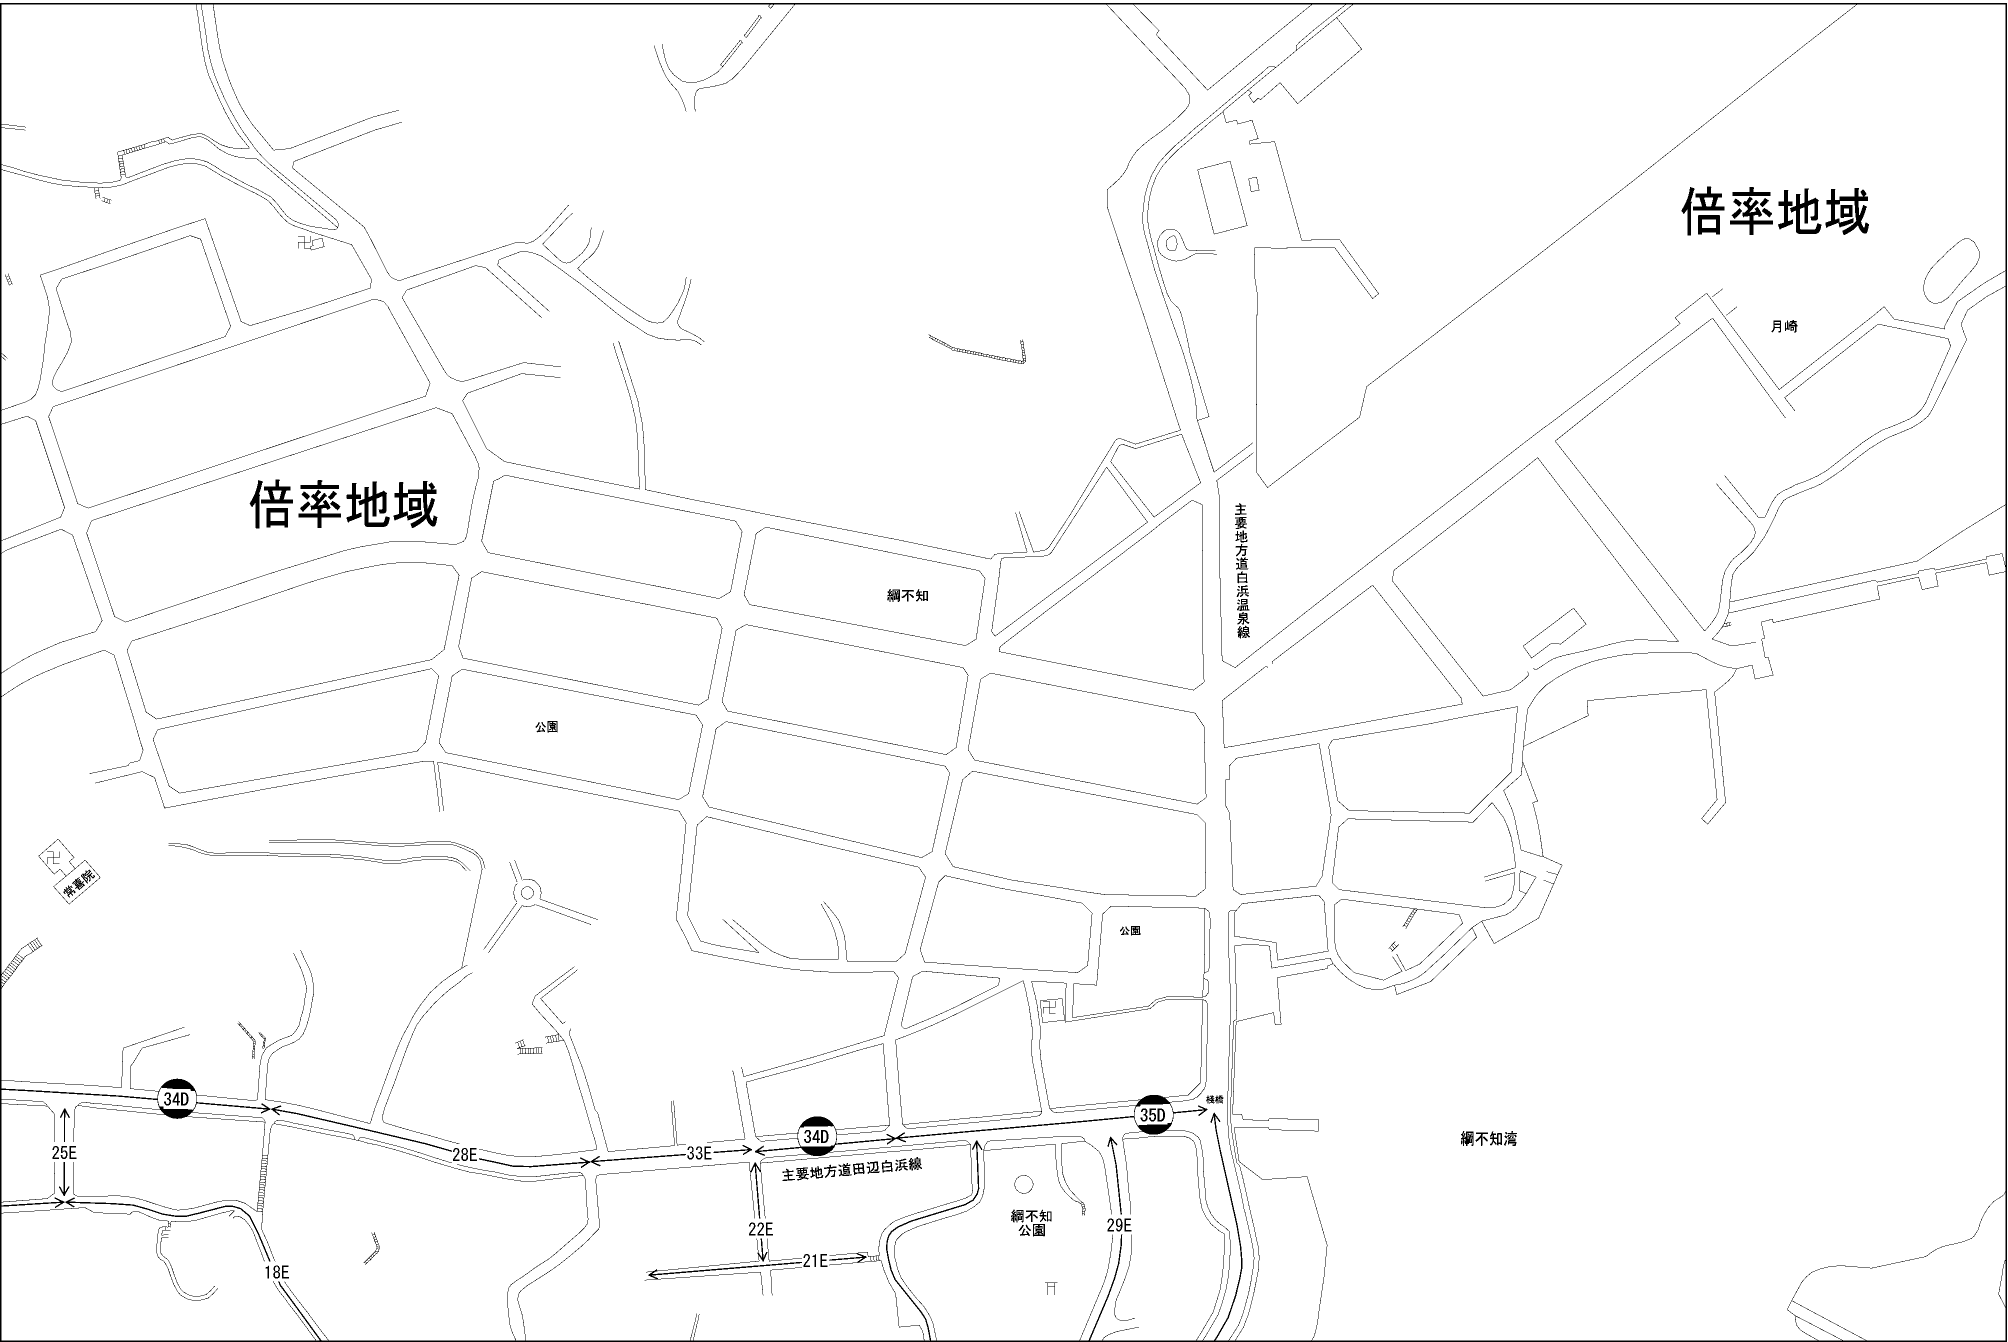 倍率地域
月崎
倍率地域
主要地方道白浜温泉線
綱不知
公園
常喜院
公園
34D
棧橋
35D
34D
綱不知湾
25E
28E
33E
主要地方道田辺白浜線
22E
綱不知
公園
29E
21E
18E